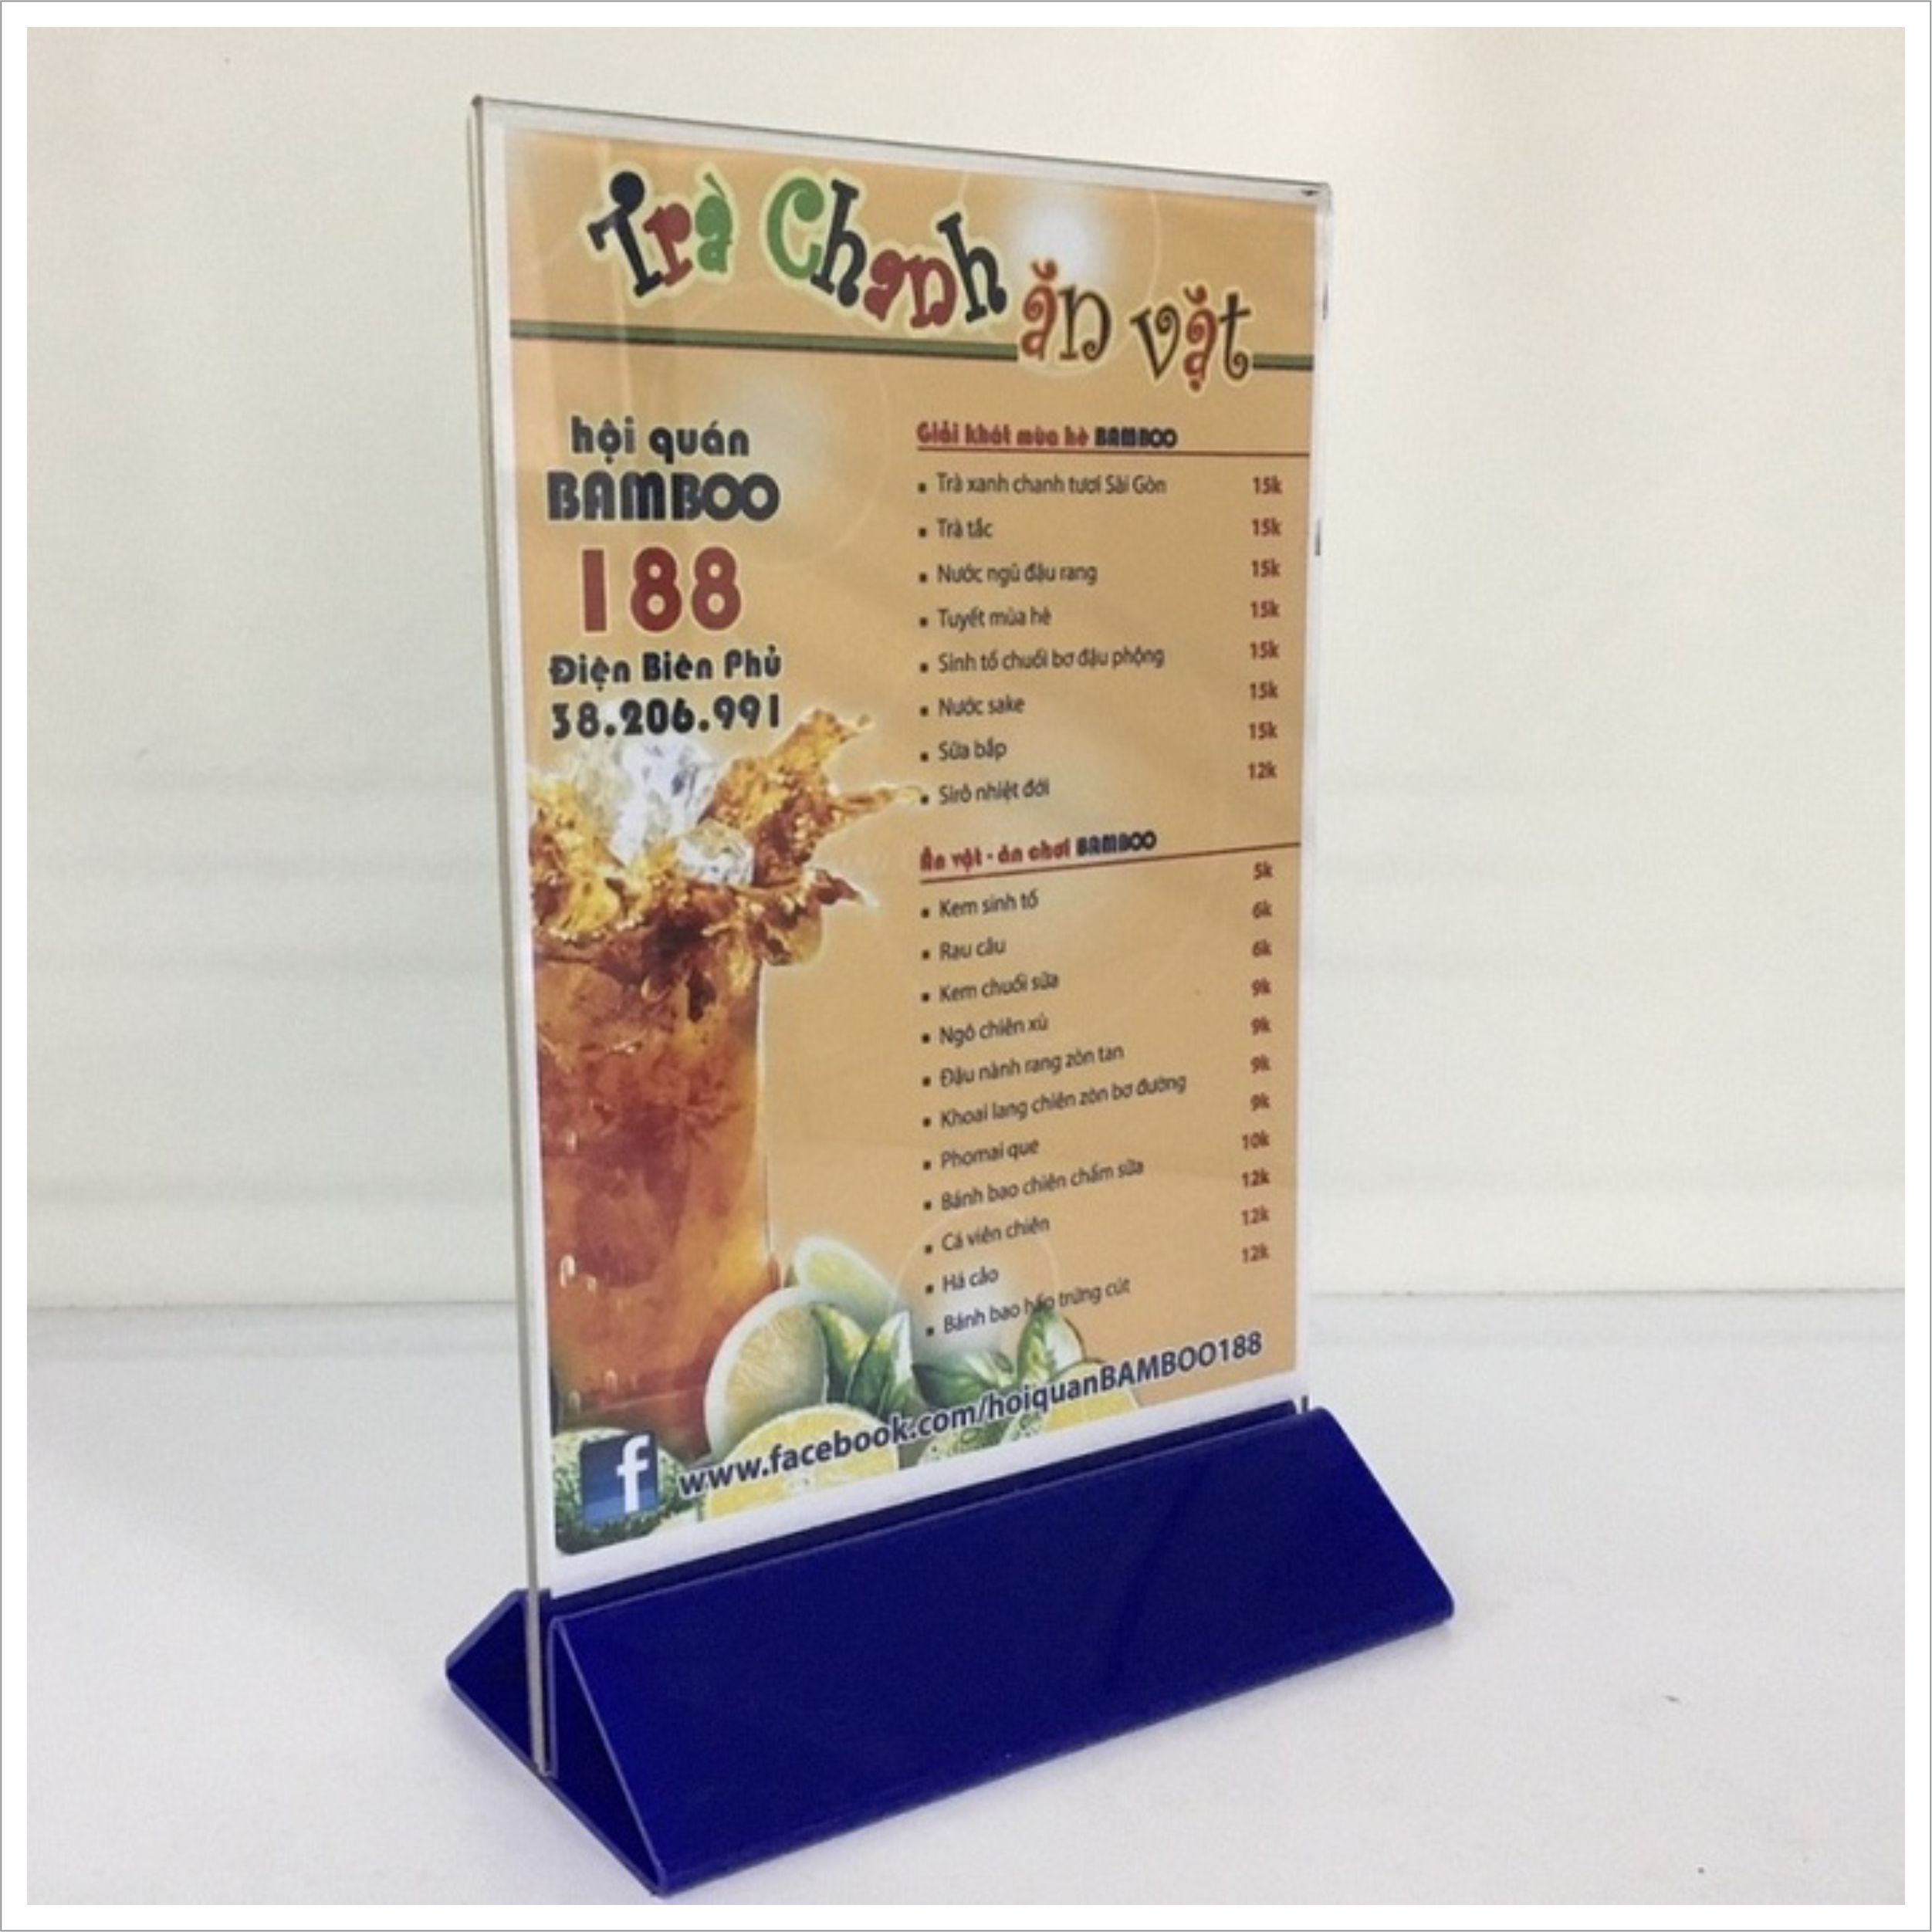 Trà Chanh
ăn vặt
hội quán
BAMBOO
188
Điện Biên Phủ
38.206.991
Giải khát mùa hè BAMBOO
Trà xanh chanh tươi Sài Gòn 15k
Trà tắc 15k
Nước ngũ đậu rang 15k
Tuyết mùa hè 15k
Sinh tố chuối bơ đậu phộng 15k
Nước sake 15k
Sữa bắp 15k
Sirô nhiệt đới 12k
Ăn vặt - ăn chơi BAMBOO
Kem sinh tố 5k
Rau câu 6k
Kem chuối sữa 6k
Ngô chiên xù 9k
Đậu nành rang zòn tan 9k
Khoai lang chiên zòn bơ đường 9k
Phomai que 9k
Bánh bao chiên chấm sữa 10k
Cá viên chiên 12k
Há cảo 12k
Bánh bao hấp trứng cút 12k
f www.facebook.com/hoiquanBAMBOO188